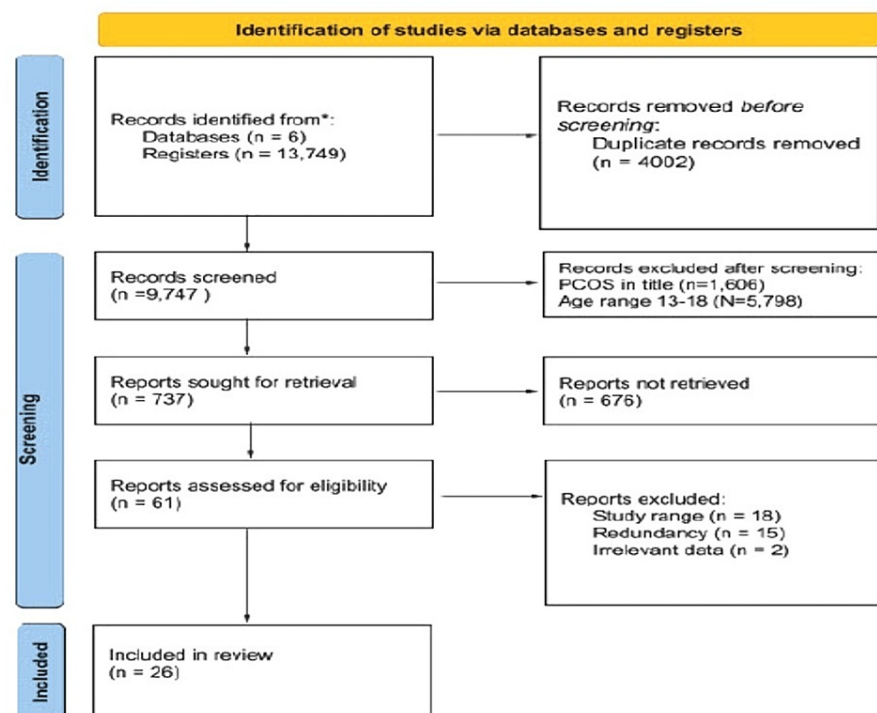 Identification of studies via databases and registers
Identification
Records identified from*:
Databases (n = 6)
Registers (n = 13,749)
Records removed before
screening:
Duplicate records removed
(n = 4002)
Screening
Records screened
(n =9,747 )
Records excluded after screening:
PCOS in title (n=1,606)
Age range 13-18 (N=5,798)
Reports sought for retrieval
(n = 737)
Reports not retrieved
(n = 676)
Reports assessed for eligibility
(n = 61)
Reports excluded:
Study range (n = 18)
Redundancy (n = 15)
Irrelevant data (n = 2)
Included
Included in review
(n = 26)